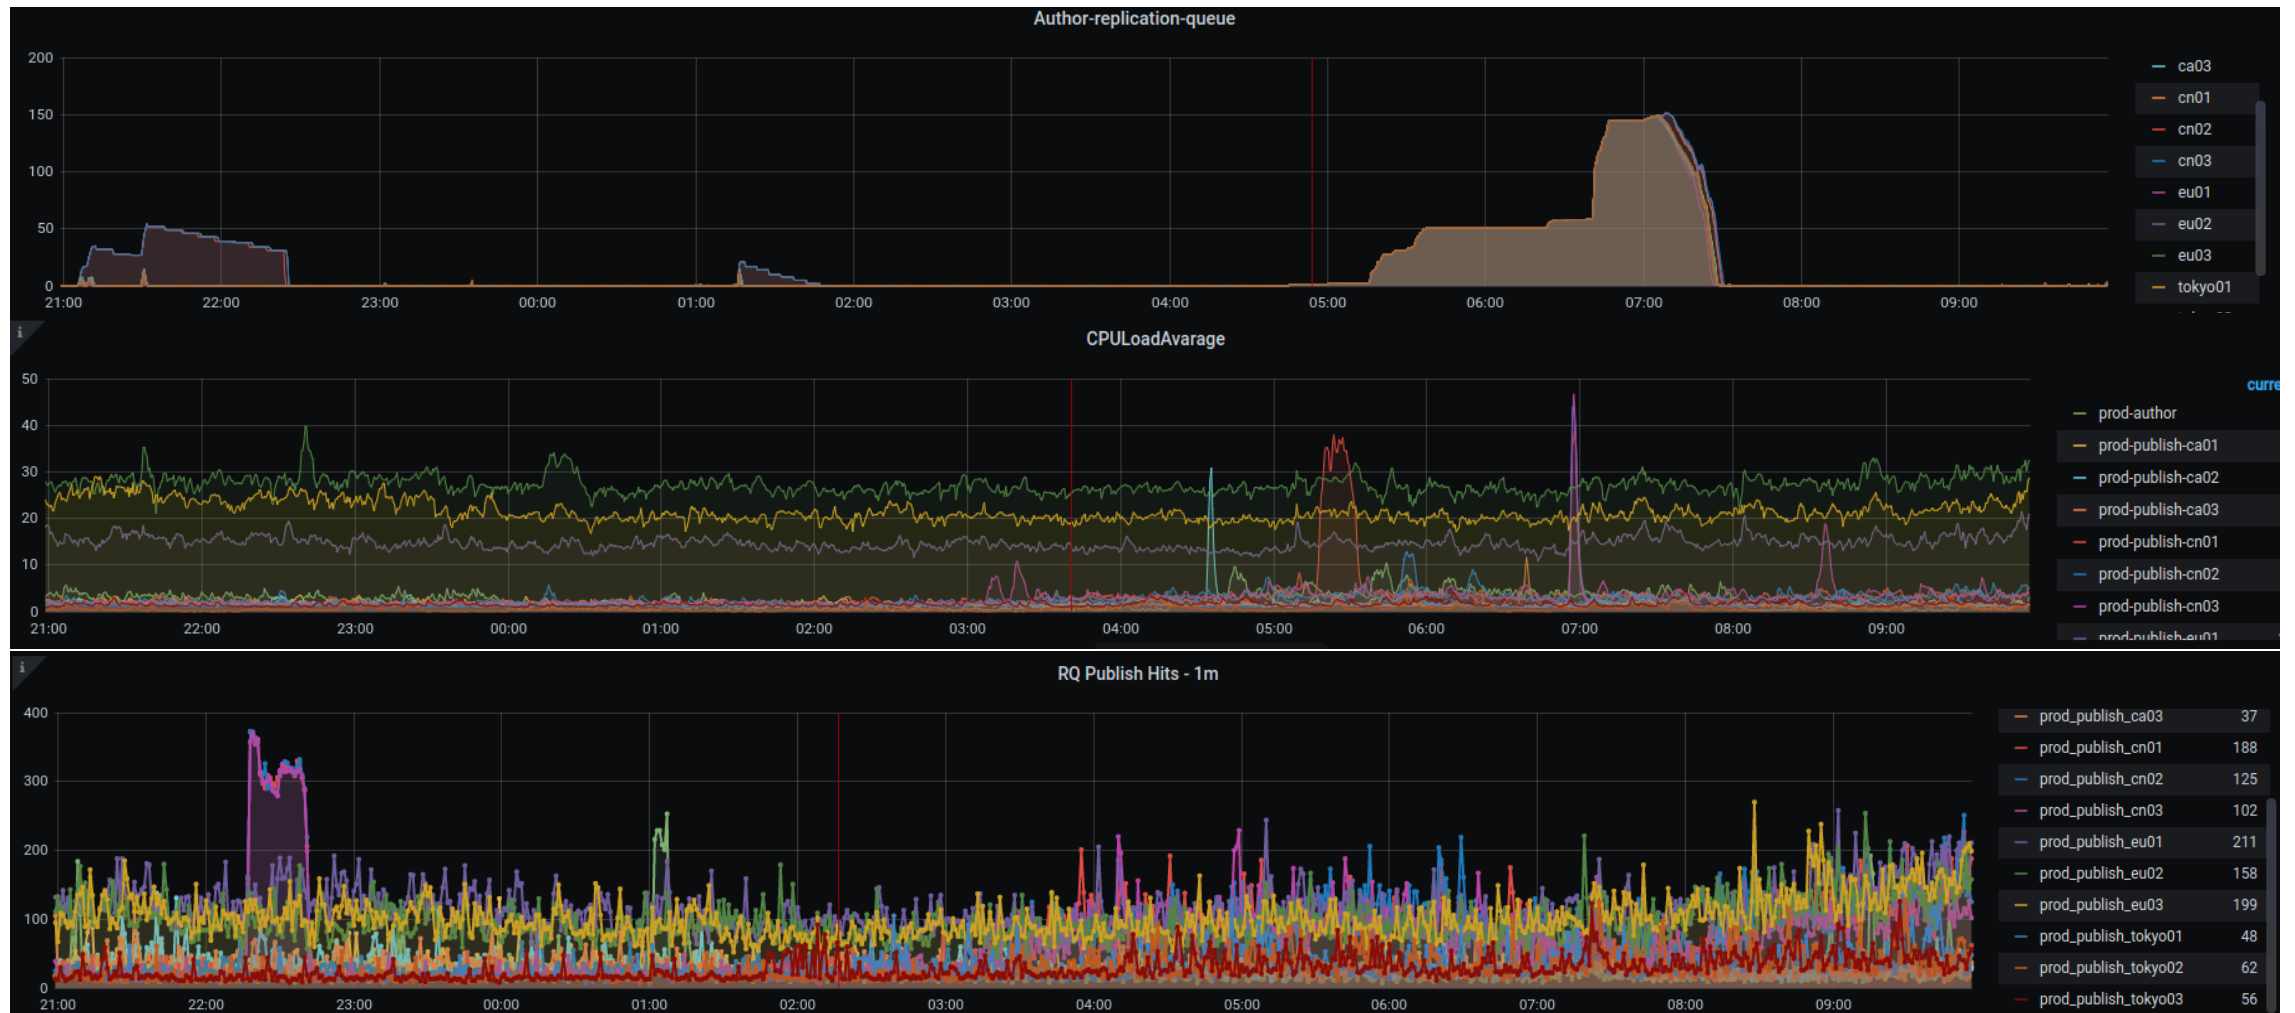 Author-replication-queue
200
150
100
50
0
21:00 22:00 23:00 00:00 01:00 02:00 03:00 04:00 05:00 06:00 07:00 08:00 09:00
ca03
cn01
cn02
cn03
eu01
eu02
eu03
tokyo01
i
CPULoadAvarage
50
40
30
20
10
0
21:00 22:00 23:00 00:00 01:00 02:00 03:00 04:00 05:00 06:00 07:00 08:00 09:00
curre
prod-author
prod-publish-ca01
prod-publish-ca02
prod-publish-ca03
prod-publish-cn01
prod-publish-cn02
prod-publish-cn03
prod-publish-eu01
i
RQ Publish Hits - 1m
400
300
200
100
0
21:00 22:00 23:00 00:00 01:00 02:00 03:00 04:00 05:00 06:00 07:00 08:00 09:00
prod_publish_ca03 37
prod_publish_cn01 188
prod_publish_cn02 125
prod_publish_cn03 102
prod_publish_eu01 211
prod_publish_eu02 158
prod_publish_eu03 199
prod_publish_tokyo01 48
prod_publish_tokyo02 62
prod_publish_tokyo03 56